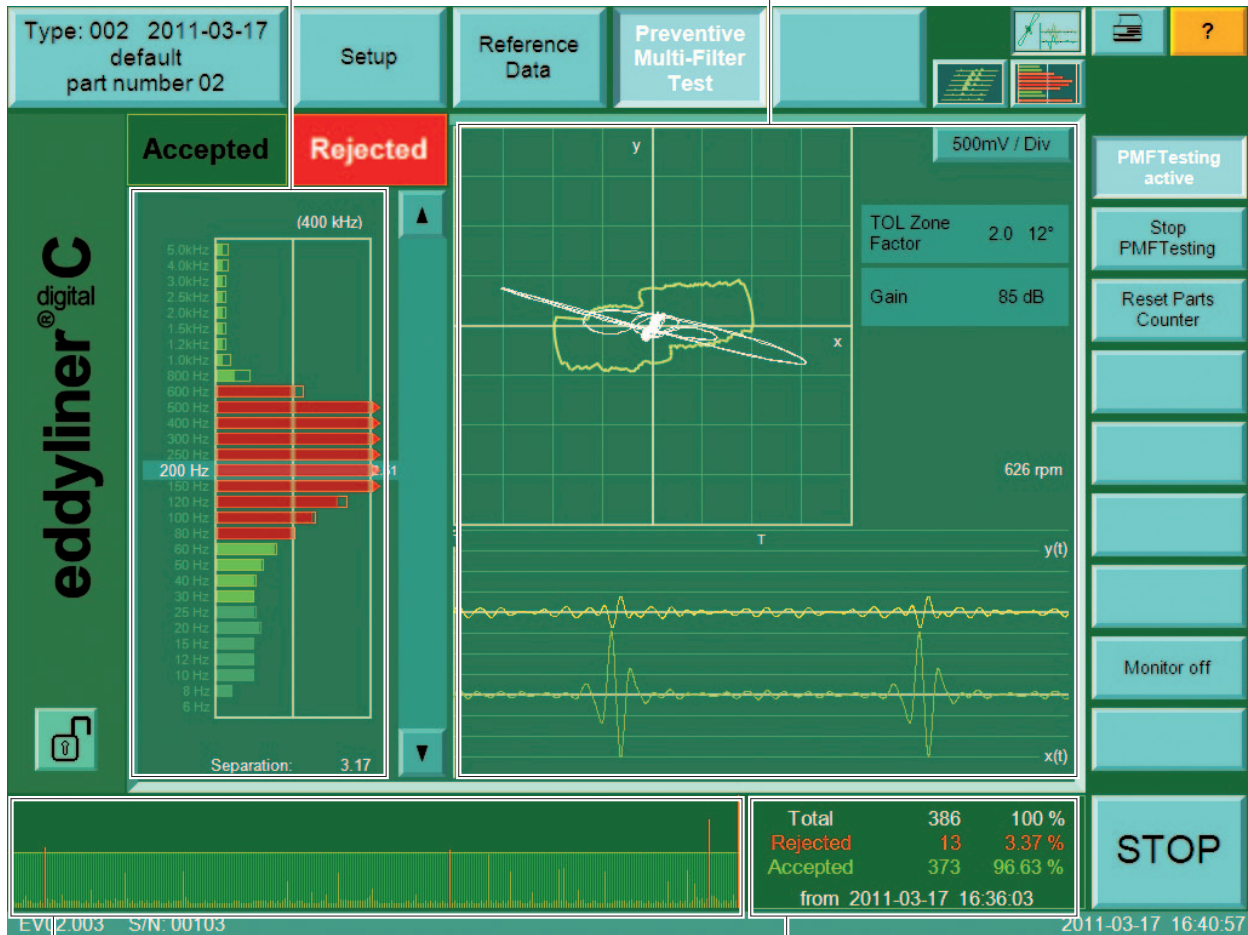 Type: 002 2011-03-17
default
part number 02
Setup
Reference
Data
Preventive
Multi-Filter
Test
?
Accepted
Rejected
eddyliner® digital C
(400 kHz)
5.0kHz
4.0kHz
3.0kHz
2.5kHz
2.0kHz
1.5kHz
1.2kHz
1.0kHz
800 Hz
600 Hz
500 Hz
400 Hz
300 Hz
250 Hz
200 Hz
150 Hz
120 Hz
100 Hz
80 Hz
60 Hz
50 Hz
40 Hz
30 Hz
25 Hz
20 Hz
15 Hz
12 Hz
10 Hz
8 Hz
6 Hz
Separation: 3.17
y
x
500mV / Div
TOL Zone
Factor 2.0 12°
Gain 85 dB
626 rpm
T
y(t)
x(t)
PMFTesting
active
Stop
PMFTesting
Reset Parts
Counter
Monitor off
STOP
Total 386 100 %
Rejected 13 3.37 %
Accepted 373 96.63 %
from 2011-03-17 16:36:03
EV02.003 S/N: 00103
2011-03-17 16:40:57